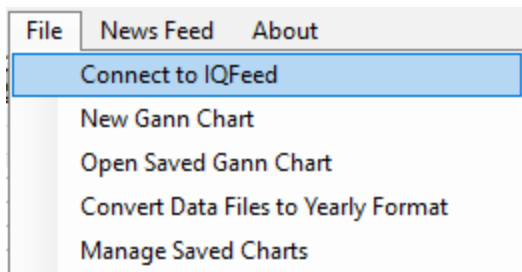 File News Feed About
Connect to IQFeed
New Gann Chart
Open Saved Gann Chart
Convert Data Files to Yearly Format
Manage Saved Charts